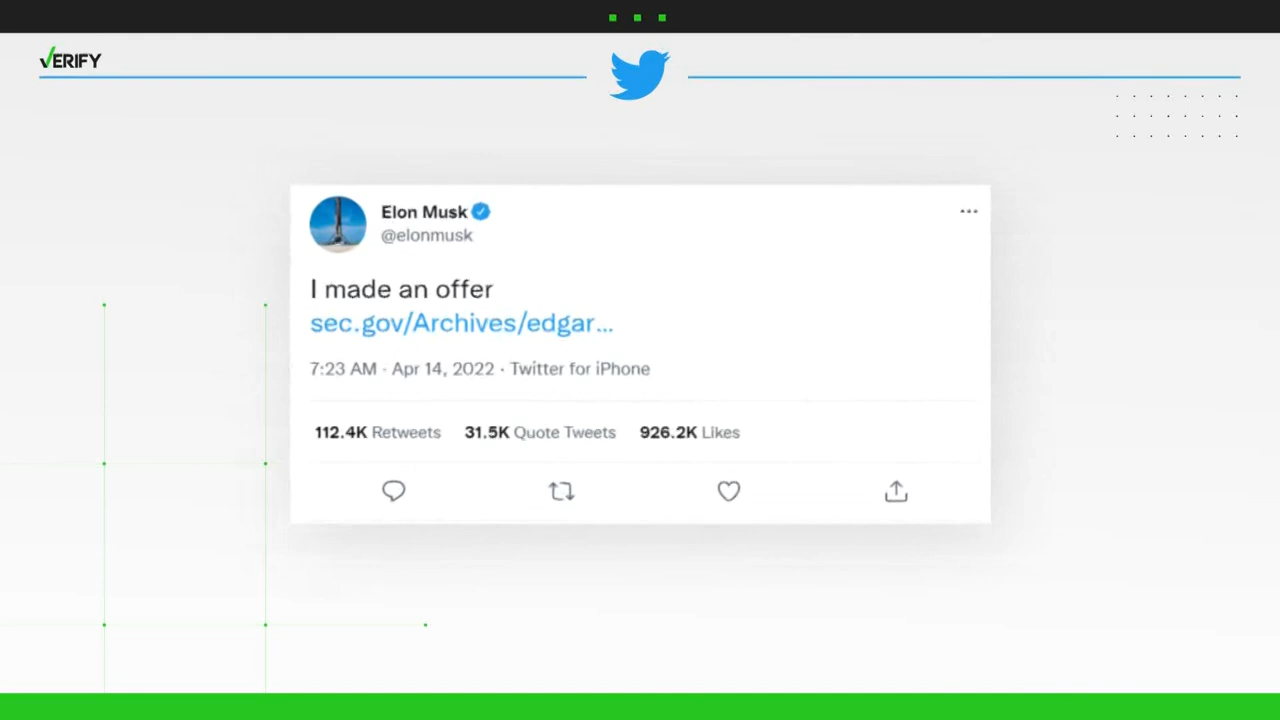 VERIFY
Elon Musk
@elonmusk
I made an offer
sec.gov/Archives/edgar...
7:23 AM · Apr 14, 2022 · Twitter for iPhone
112.4K Retweets 31.5K Quote Tweets 926.2K Likes